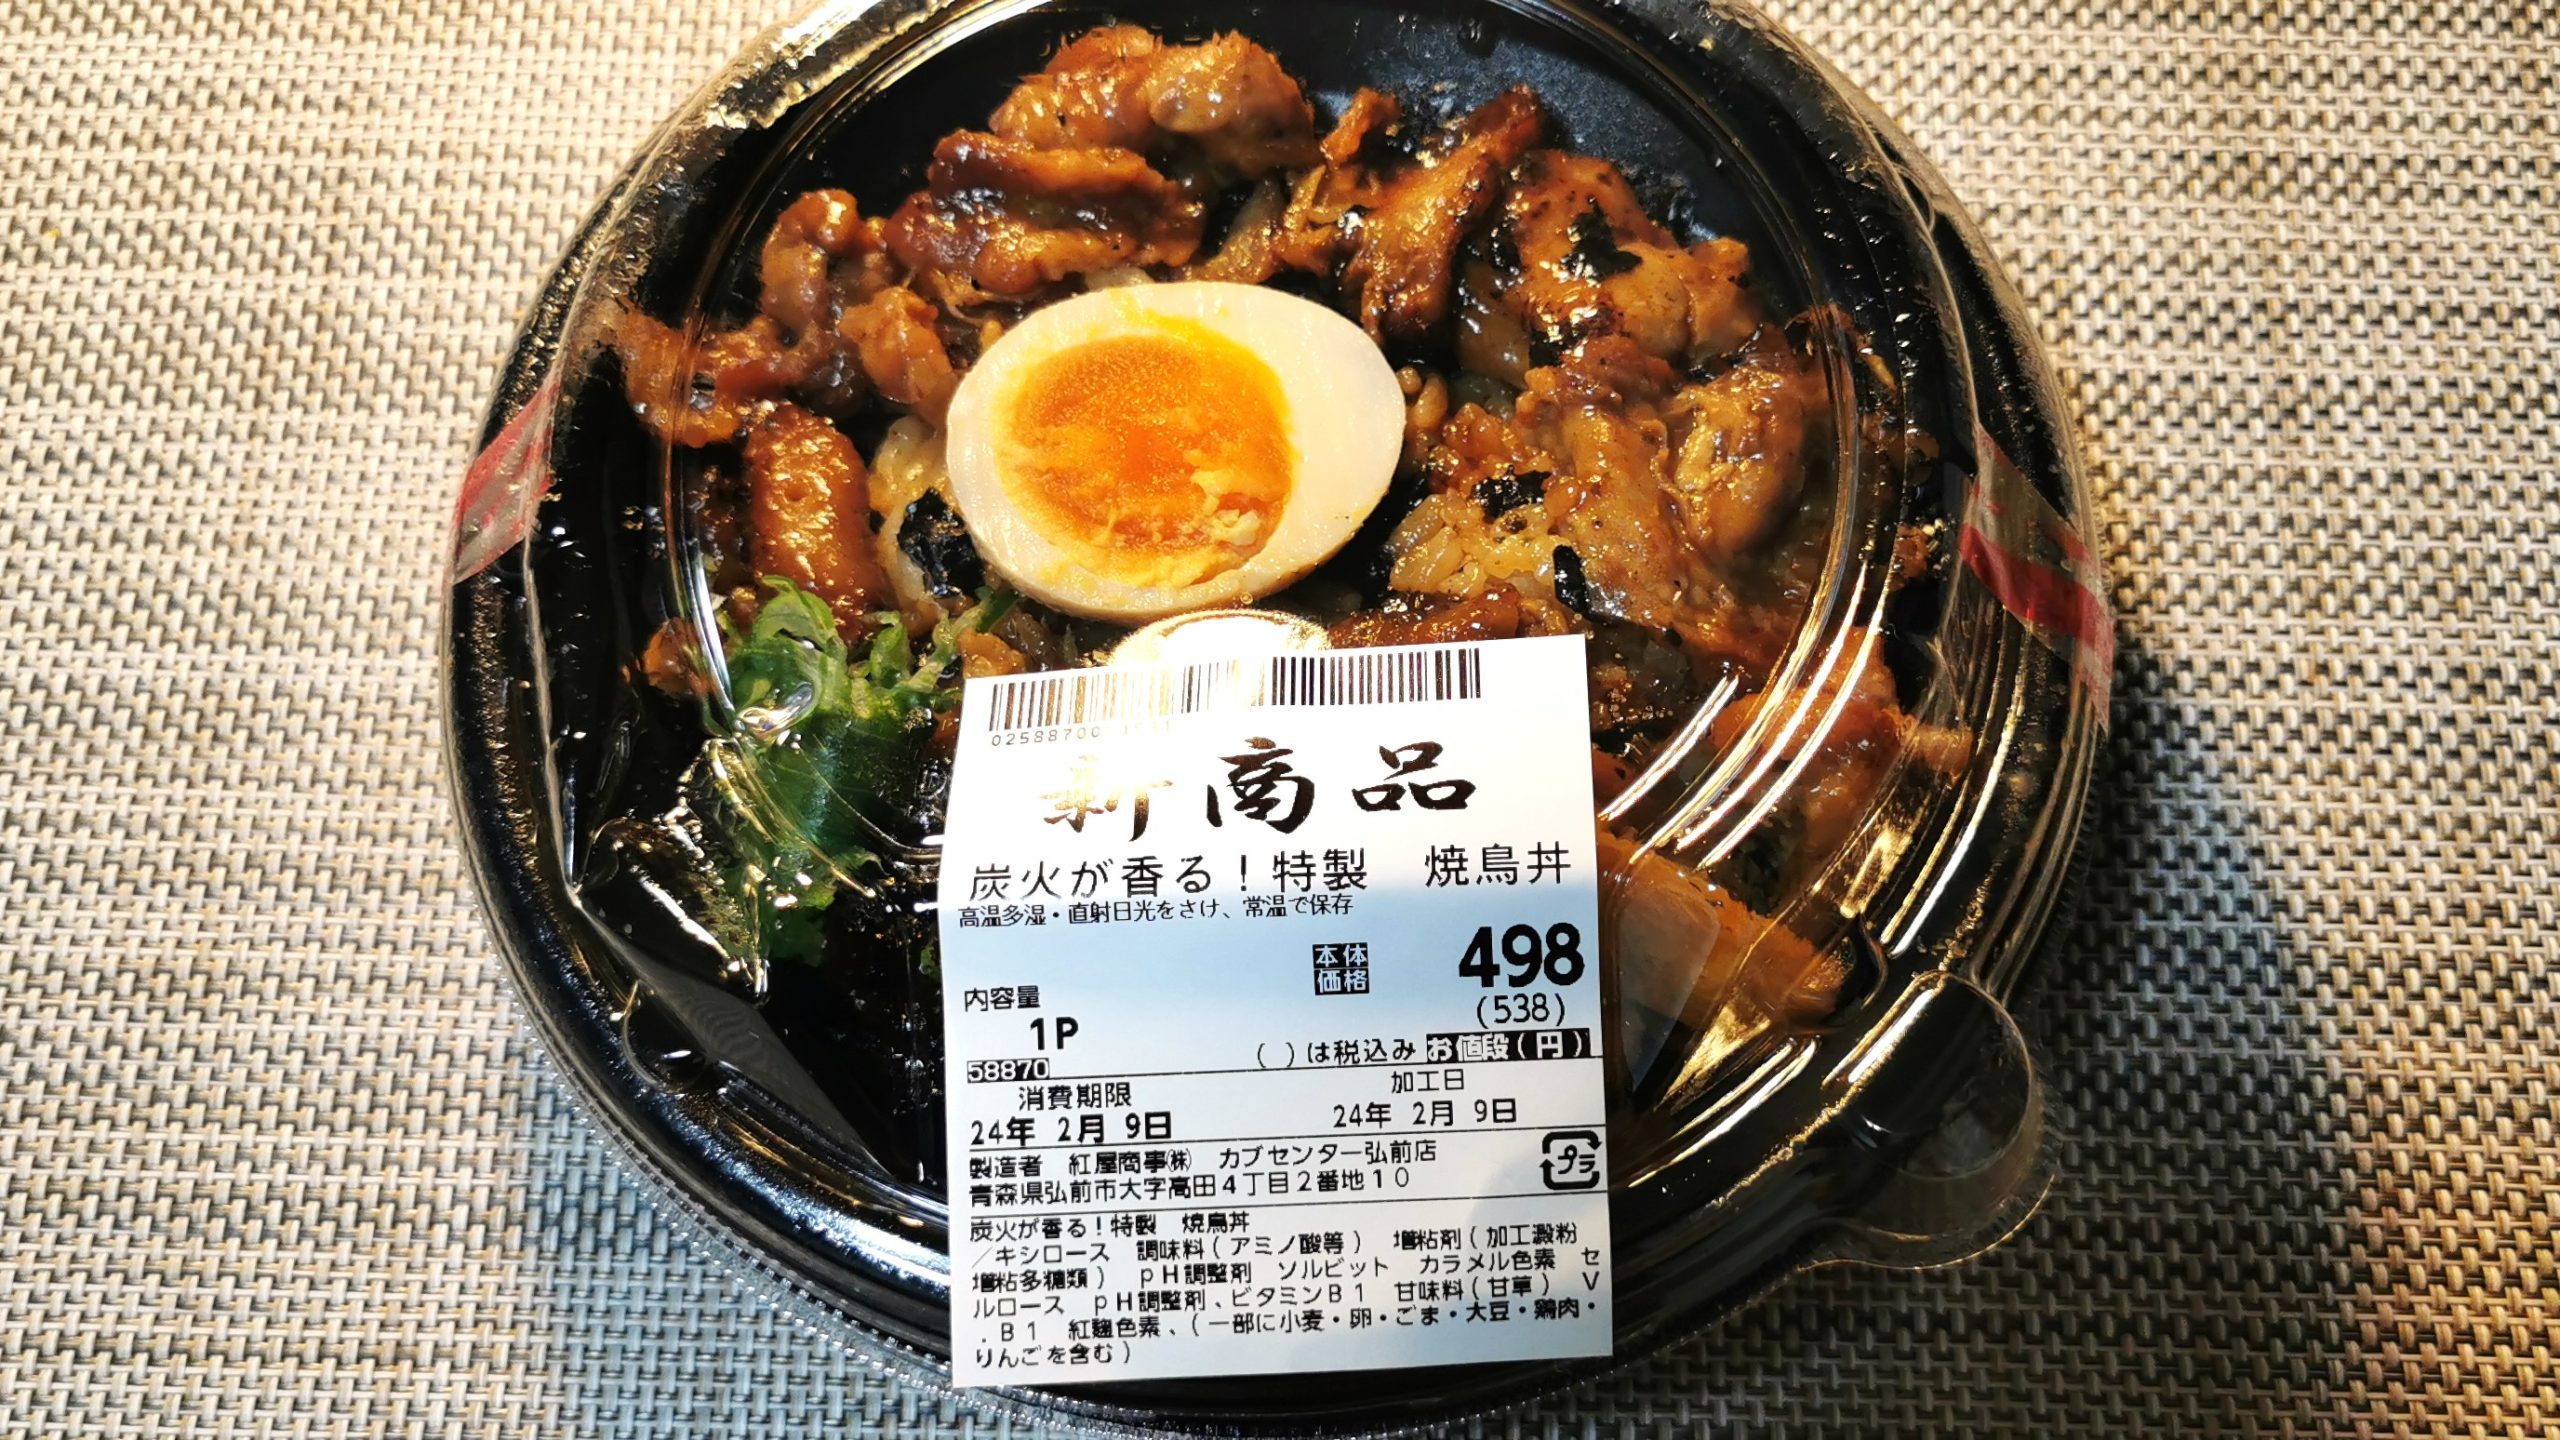 02588700
新商品
炭火が香る！特製　焼鳥丼
高温多湿・直射日光をさけ、常温で保存
本体価格 498
(538)
内容量
1P
58870 ( )は税込み お値段(円)
消費期限 加工日
24年 2月 9日 24年 2月 9日
製造者　紅屋商事㈱　カブセンター弘前店
青森県弘前市大字高田４丁目２番地１０
プラ
炭火が香る！特製　焼鳥丼
／キシロース　調味料(アミノ酸等)　増粘剤(加工澱粉
増粘多糖類)　ｐＨ調整剤　ソルビット　カラメル色素　セ
ルロース　ｐＨ調整剤、ビタミンＢ１　甘味料(甘草)　Ｖ
．Ｂ１　紅麹色素、(一部に小麦・卵・ごま・大豆・鶏肉・
りんごを含む)